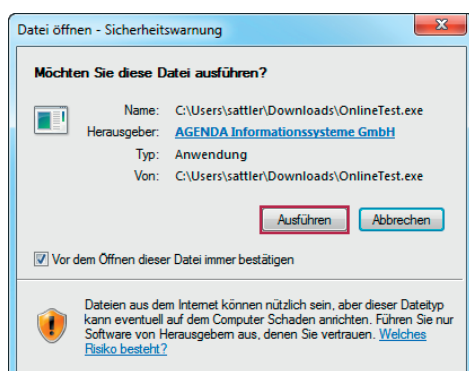 Datei öffnen - Sicherheitswarnung
Möchten Sie diese Datei ausführen?
Name: C:\Users\sattler\Downloads\OnlineTest.exe
Herausgeber: AGENDA Informationssysteme GmbH
Typ: Anwendung
Von: C:\Users\sattler\Downloads\OnlineTest.exe
Ausführen Abbrechen
Vor dem Öffnen dieser Datei immer bestätigen
Dateien aus dem Internet können nützlich sein, aber dieser Dateityp
kann eventuell auf dem Computer Schaden anrichten. Führen Sie nur
Software von Herausgebern aus, denen Sie vertrauen. Welches
Risiko besteht?